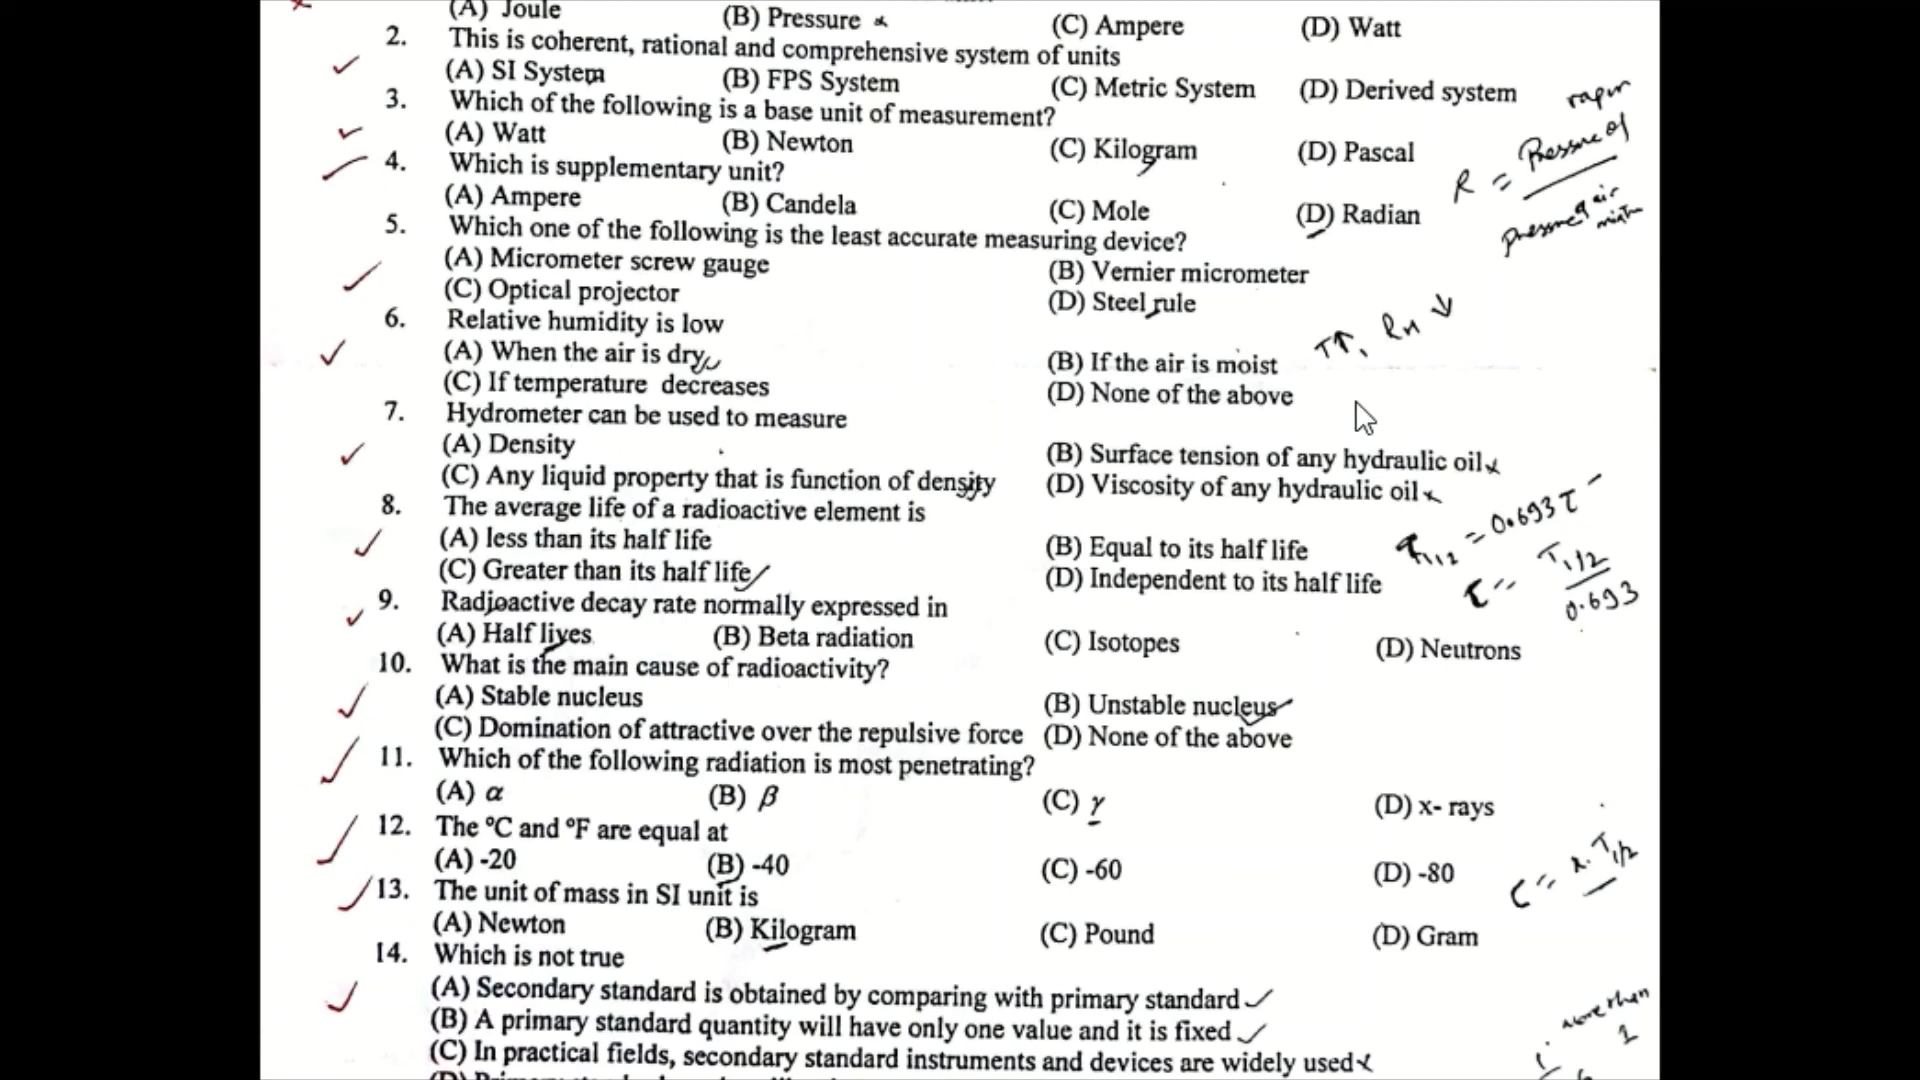 (A) Joule (B) Pressure (C) Ampere (D) Watt
2. This is coherent, rational and comprehensive system of units
(A) SI System (B) FPS System (C) Metric System (D) Derived system
3. Which of the following is a base unit of measurement?
(A) Watt (B) Newton (C) Kilogram (D) Pascal
4. Which is supplementary unit?
(A) Ampere (B) Candela (C) Mole (D) Radian
R = Pressure of
pressure of air
5. Which one of the following is the least accurate measuring device?
(A) Micrometer screw gauge (B) Vernier micrometer
(C) Optical projector (D) Steel rule
6. Relative humidity is low
T↑, RH ↓
(A) When the air is dry (B) If the air is moist
(C) If temperature decreases (D) None of the above
7. Hydrometer can be used to measure
(A) Density (B) Surface tension of any hydraulic oil
(C) Any liquid property that is function of density (D) Viscosity of any hydraulic oil
8. The average life of a radioactive element is
T1/2 = 0.693 τ
(A) less than its half life (B) Equal to its half life
(C) Greater than its half life (D) Independent to its half life
τ = T1/2
0.693
9. Radioactive decay rate normally expressed in
(A) Half lives (B) Beta radiation (C) Isotopes (D) Neutrons
10. What is the main cause of radioactivity?
(A) Stable nucleus (B) Unstable nucleus
(C) Domination of attractive over the repulsive force (D) None of the above
11. Which of the following radiation is most penetrating?
(A) α (B) β (C) γ (D) x- rays
12. The ºC and ºF are equal at
(A) -20 (B) -40 (C) -60 (D) -80
13. The unit of mass in SI unit is
(A) Newton (B) Kilogram (C) Pound (D) Gram
14. Which is not true
(A) Secondary standard is obtained by comparing with primary standard
(B) A primary standard quantity will have only one value and it is fixed
(C) In practical fields, secondary standard instruments and devices are widely used
more than
1